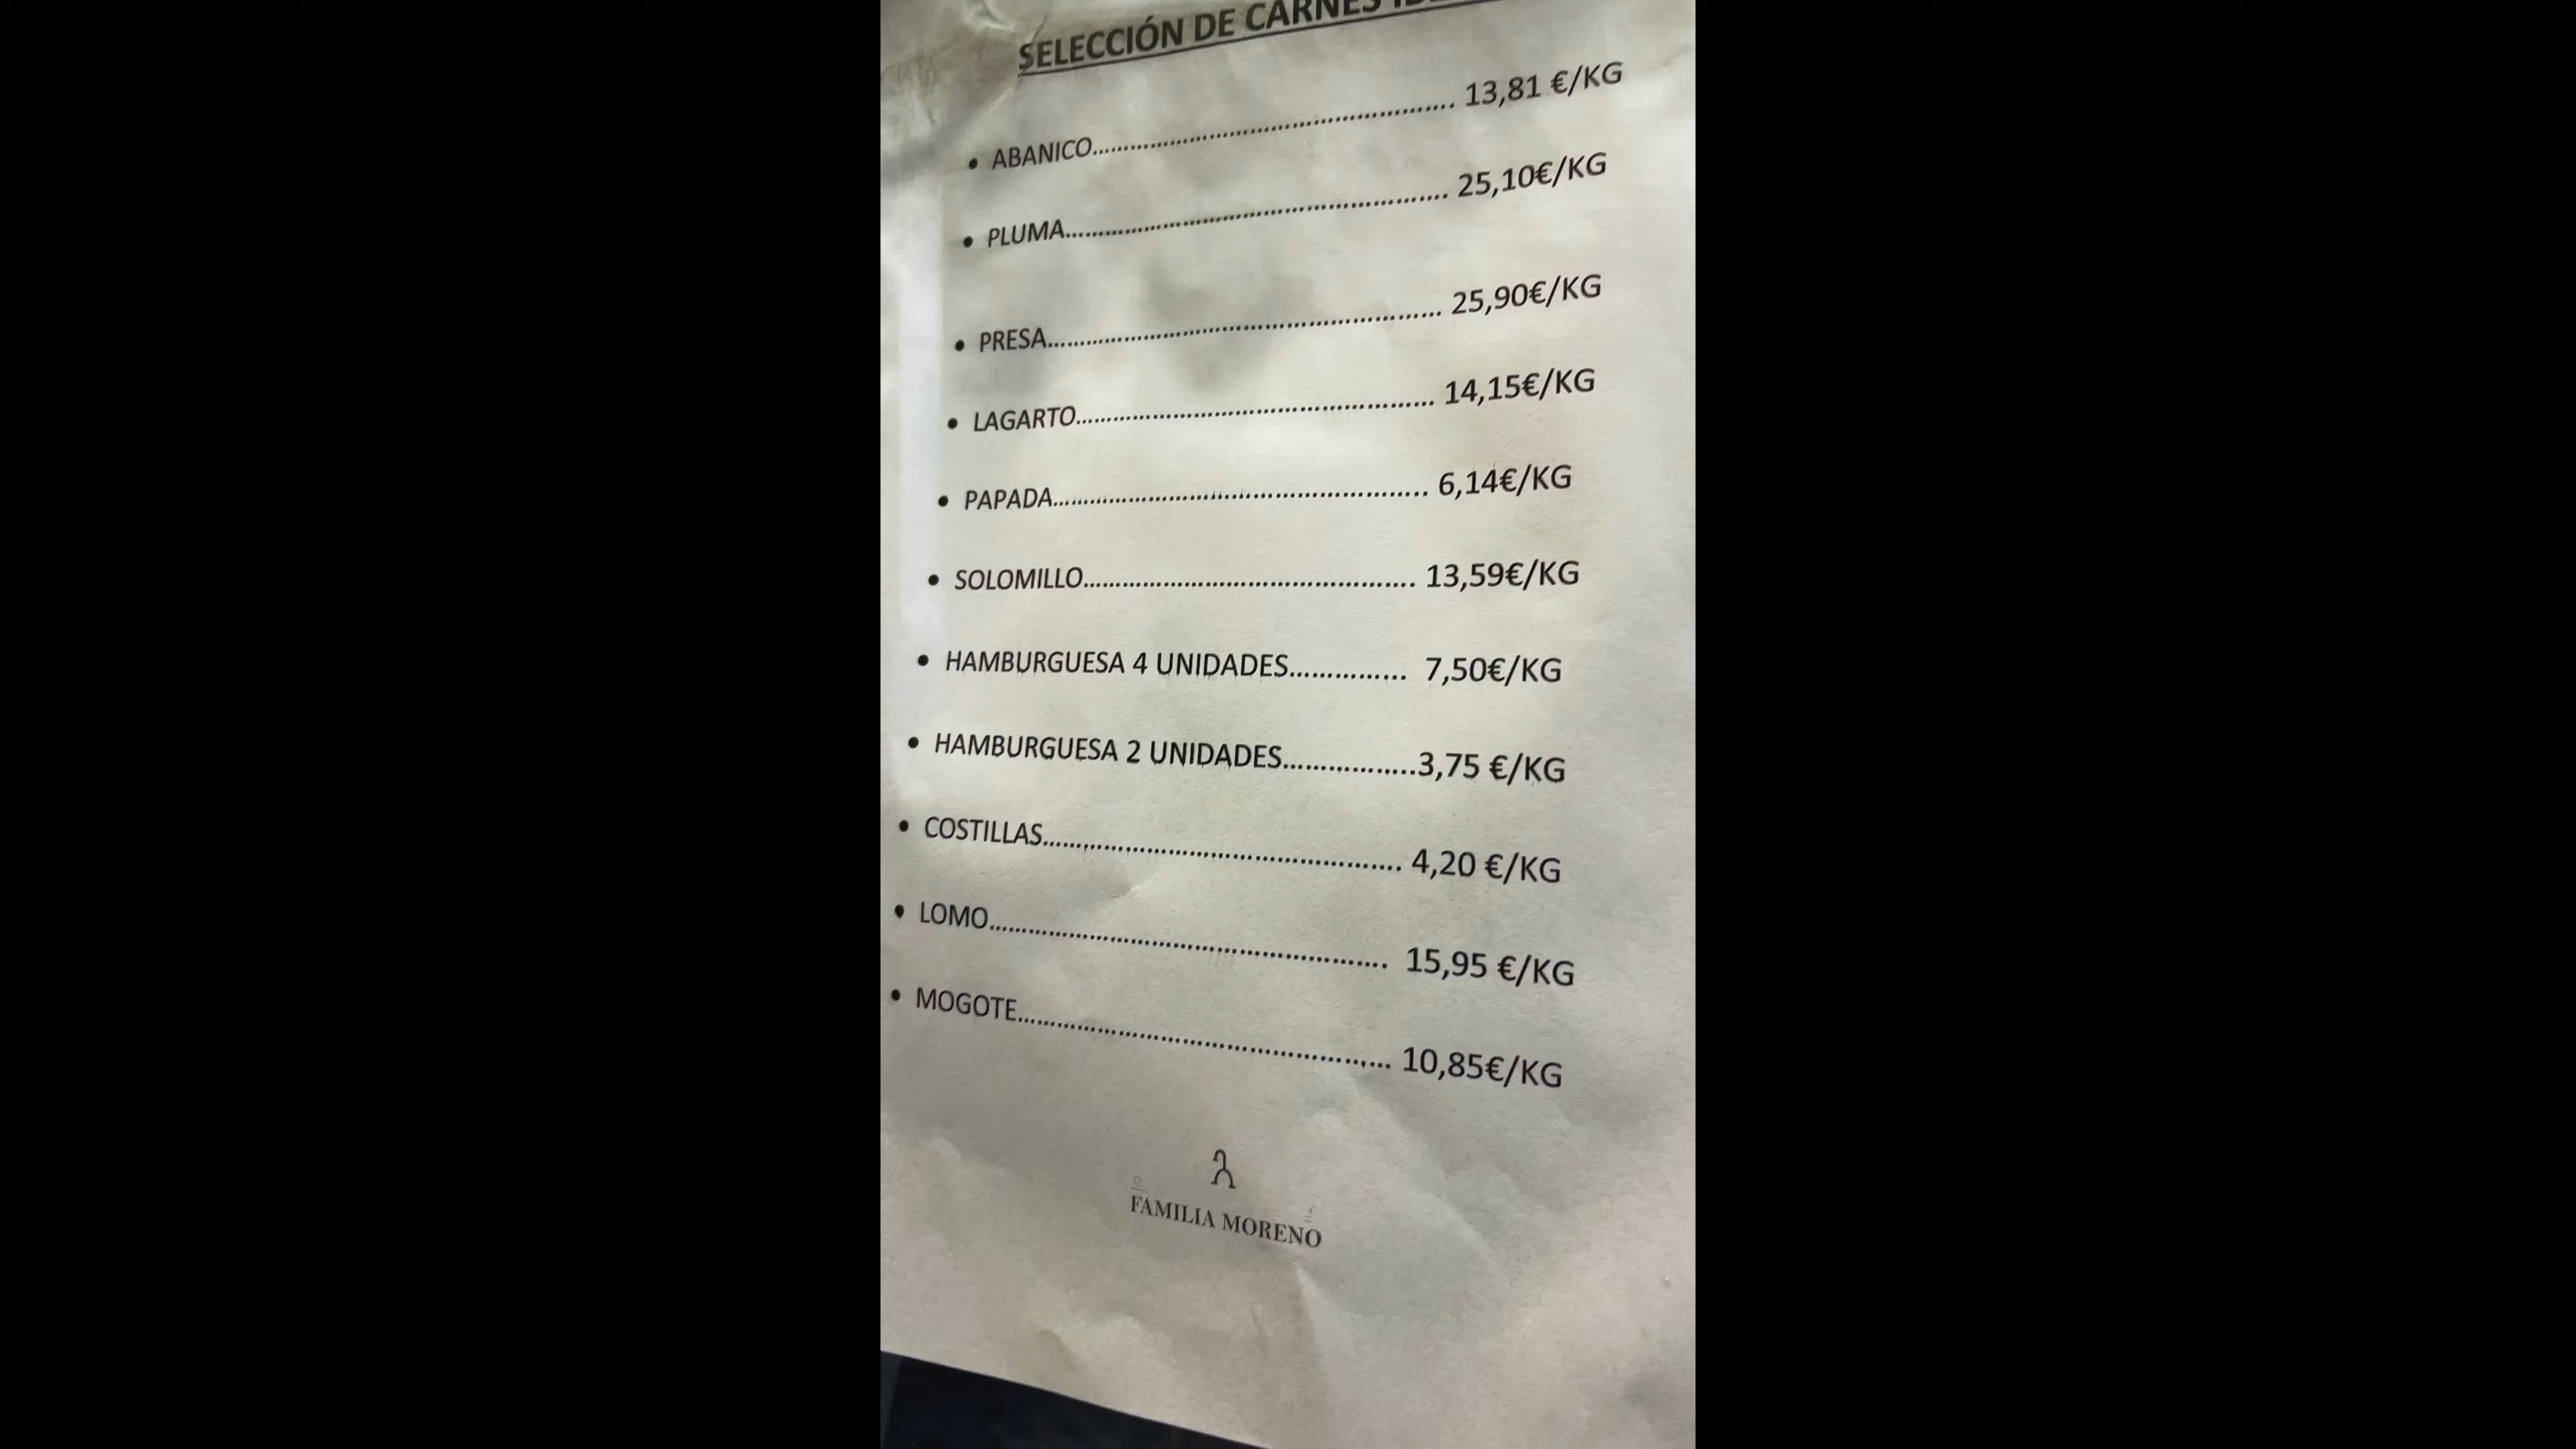 SELECCIÓN DE CARNES
• ABANICO........................................................ 13,81 €/KG
• PLUMA........................................................... 25,10€/KG
• PRESA............................................................ 25,90€/KG
• LAGARTO........................................................ 14,15€/KG
• PAPADA.......................................................... 6,14€/KG
• SOLOMILLO.................................................... 13,59€/KG
• HAMBURGUESA 4 UNIDADES............... 7,50€/KG
• HAMBURGUESA 2 UNIDADES.................3,75 €/KG
• COSTILLAS...................................................... 4,20 €/KG
• LOMO............................................................ 15,95 €/KG
• MOGOTE........................................................ 10,85€/KG
FAMILIA MORENO